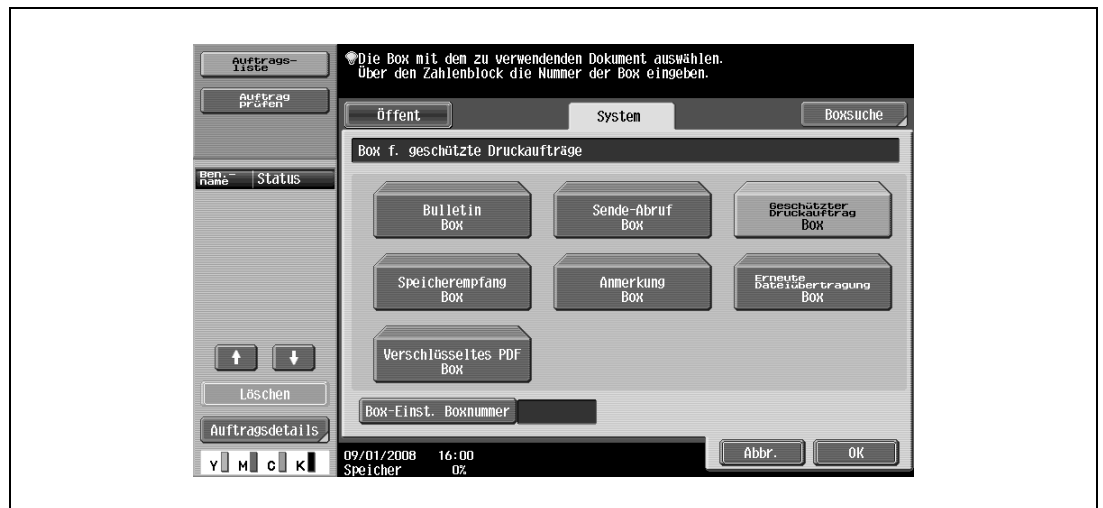 Auftrags-
liste
Auftrag
prüfen
Ben.-
name
Status
Löschen
Auftragsdetails
Y M C K
Die Box mit dem zu verwendenden Dokument auswählen.
Über den Zahlenblock die Nummer der Box eingeben.
Öffent
System
Boxsuche
Box f. geschützte Druckaufträge
Bulletin
Box
Sende-Abruf
Box
Geschützter
Druckauftrag
Box
Speicherempfang
Box
Anmerkung
Box
Erneute
Dateiübertragung
Box
Verschlüsseltes PDF
Box
Box-Einst. Boxnummer
09/01/2008 16:00
Speicher 0%
Abbr.
OK